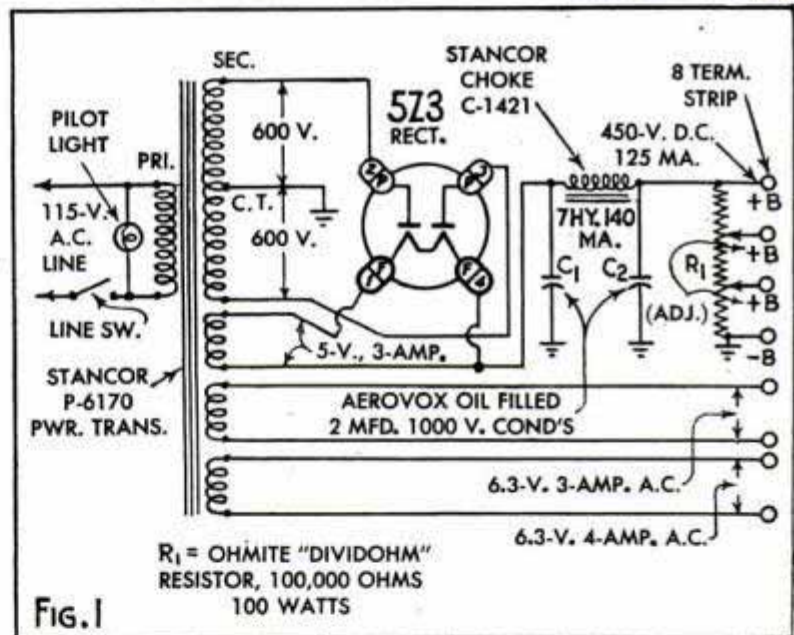 SEC.
STANCOR
CHOKE
C-1421
8 TERM.
STRIP
PILOT
LIGHT
600 V.
5Z3
RECT.
450-V. D.C.
125 MA.
PRI.
C.T.
+B
115-V.
A.C.
LINE
600 V.
7HY. 140
MA.
+B
C1
C2
R1
+B
(ADJ.)
LINE SW.
-B
5-V., 3-AMP.
STANCOR
P-6170
PWR. TRANS.
AEROVOX OIL FILLED
2 MFD. 1000 V. COND'S
6.3-V. 3-AMP. A.C.
6.3-V. 4-AMP. A.C.
R1 = OHMITE "DIVIDOHM"
RESISTOR, 100,000 OHMS
100 WATTS
FIG.1